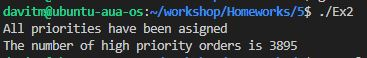 davitm@ubuntu-aua-os:~/workshop/Homeworks/5$ ./Ex2
All priorities have been asigned
The number of high priority orders is 3895